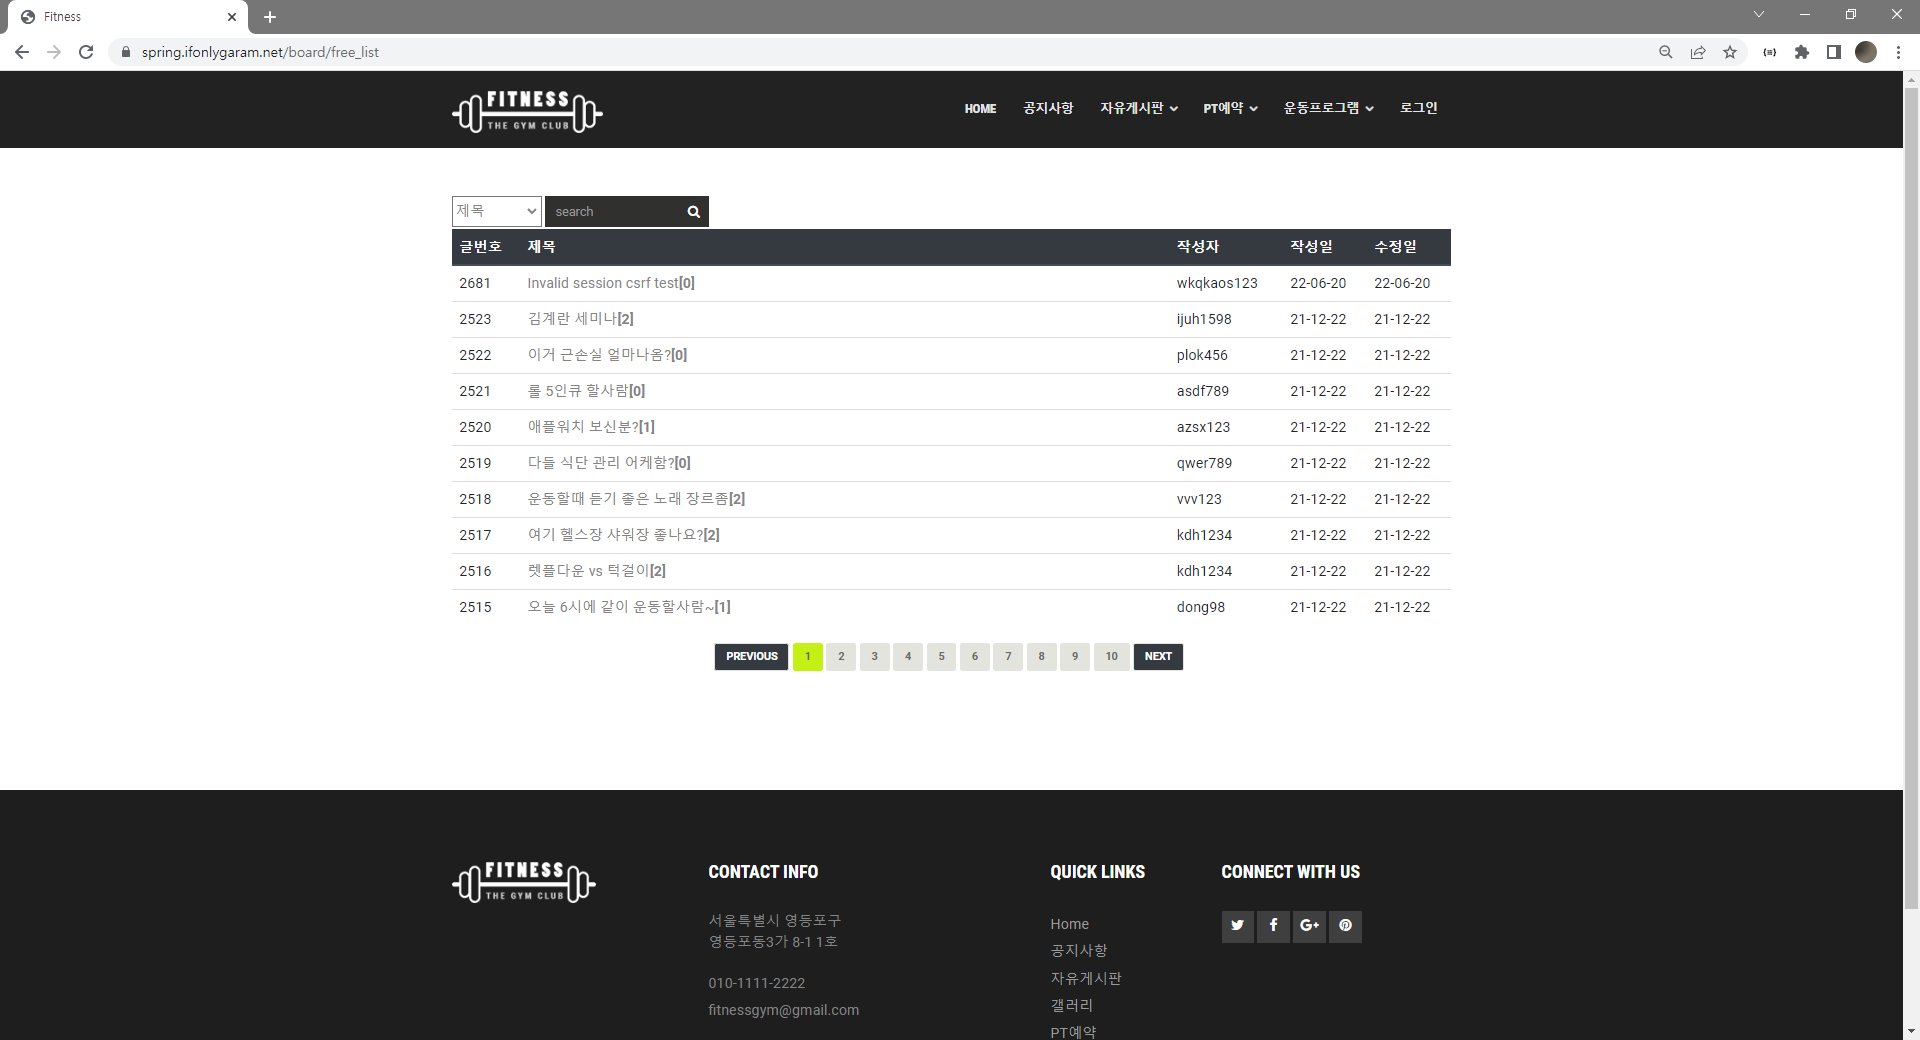 Fitness
spring.ifonlygaram.net/board/free_list
FITNESS
THE GYM CLUB
HOME 공지사항 자유게시판 PT예약 운동프로그램 로그인
제목 search
글번호 제목 작성자 작성일 수정일
2681 Invalid session csrf test[0] wkqkaos123 22-06-20 22-06-20
2523 김계란 세미나[2] ijuh1598 21-12-22 21-12-22
2522 이거 근손실 얼마나옴?[0] plok456 21-12-22 21-12-22
2521 롤 5인큐 할사람[0] asdf789 21-12-22 21-12-22
2520 애플워치 보신분?[1] azsx123 21-12-22 21-12-22
2519 다들 식단 관리 어케함?[0] qwer789 21-12-22 21-12-22
2518 운동할때 듣기 좋은 노래 장르좀[2] vvv123 21-12-22 21-12-22
2517 여기 헬스장 샤워장 좋나요?[2] kdh1234 21-12-22 21-12-22
2516 렛플다운 vs 턱걸이[2] kdh1234 21-12-22 21-12-22
2515 오늘 6시에 같이 운동할사람~[1] dong98 21-12-22 21-12-22
PREVIOUS 1 2 3 4 5 6 7 8 9 10 NEXT
FITNESS
THE GYM CLUB
CONTACT INFO
서울특별시 영등포구
영등포동3가 8-1 1호
010-1111-2222
fitnessgym@gmail.com
QUICK LINKS
Home
공지사항
자유게시판
갤러리
PT예약
CONNECT WITH US